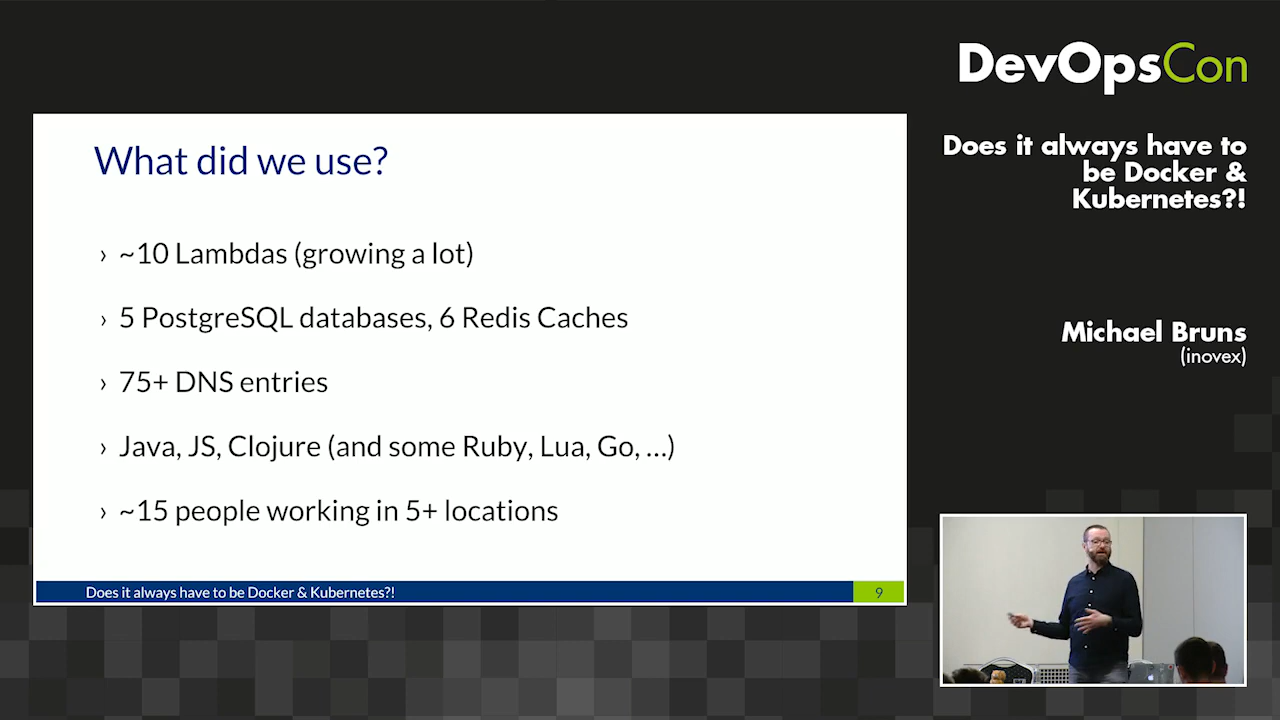 DevOpsCon
Does it always have to
be Docker &
Kubernetes?!
Michael Bruns
(inovex)
What did we use?
› ~10 Lambdas (growing a lot)
› 5 PostgreSQL databases, 6 Redis Caches
› 75+ DNS entries
› Java, JS, Clojure (and some Ruby, Lua, Go, ...)
› ~15 people working in 5+ locations
Does it always have to be Docker & Kubernetes?!
9